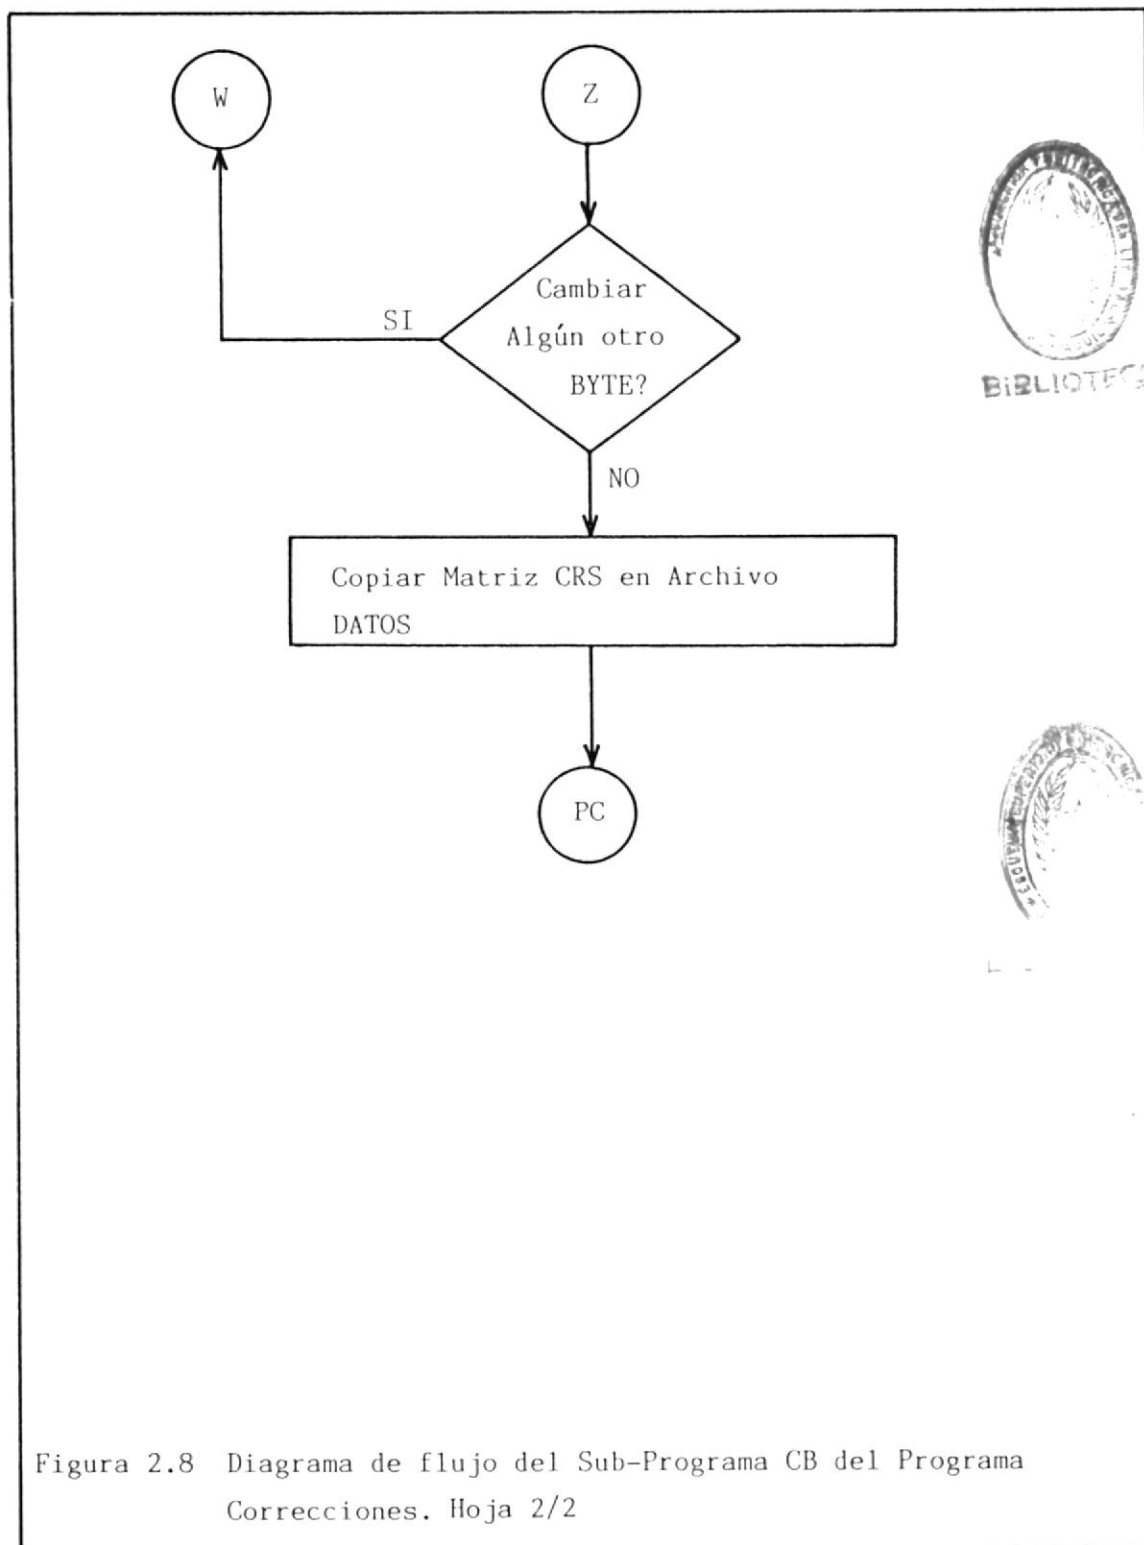 W
Z
Cambiar
Algún otro
BYTE?
SI
NO
Copiar Matriz CRS en Archivo
DATOS
PC
Figura 2.8 Diagrama de flujo del Sub-Programa CB del Programa
Correcciones. Hoja 2/2